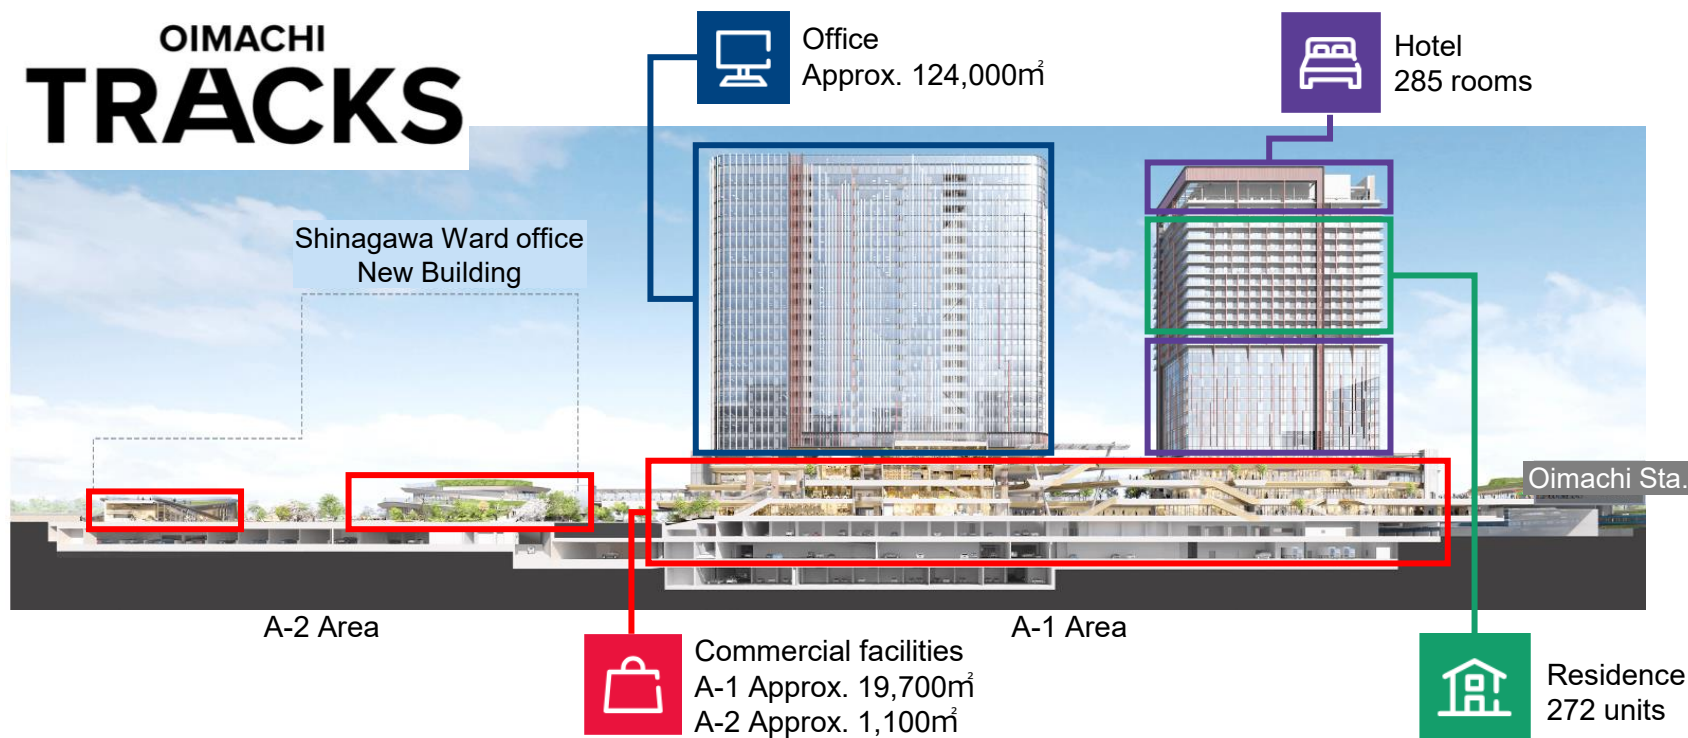 OIMACHI
TRACKS
Office
Approx. 124,000㎡
Hotel
285 rooms
Shinagawa Ward office
New Building
Oimachi Sta.
A-2 Area
A-1 Area
Commercial facilities
A-1 Approx. 19,700㎡
A-2 Approx. 1,100㎡
Residence
272 units